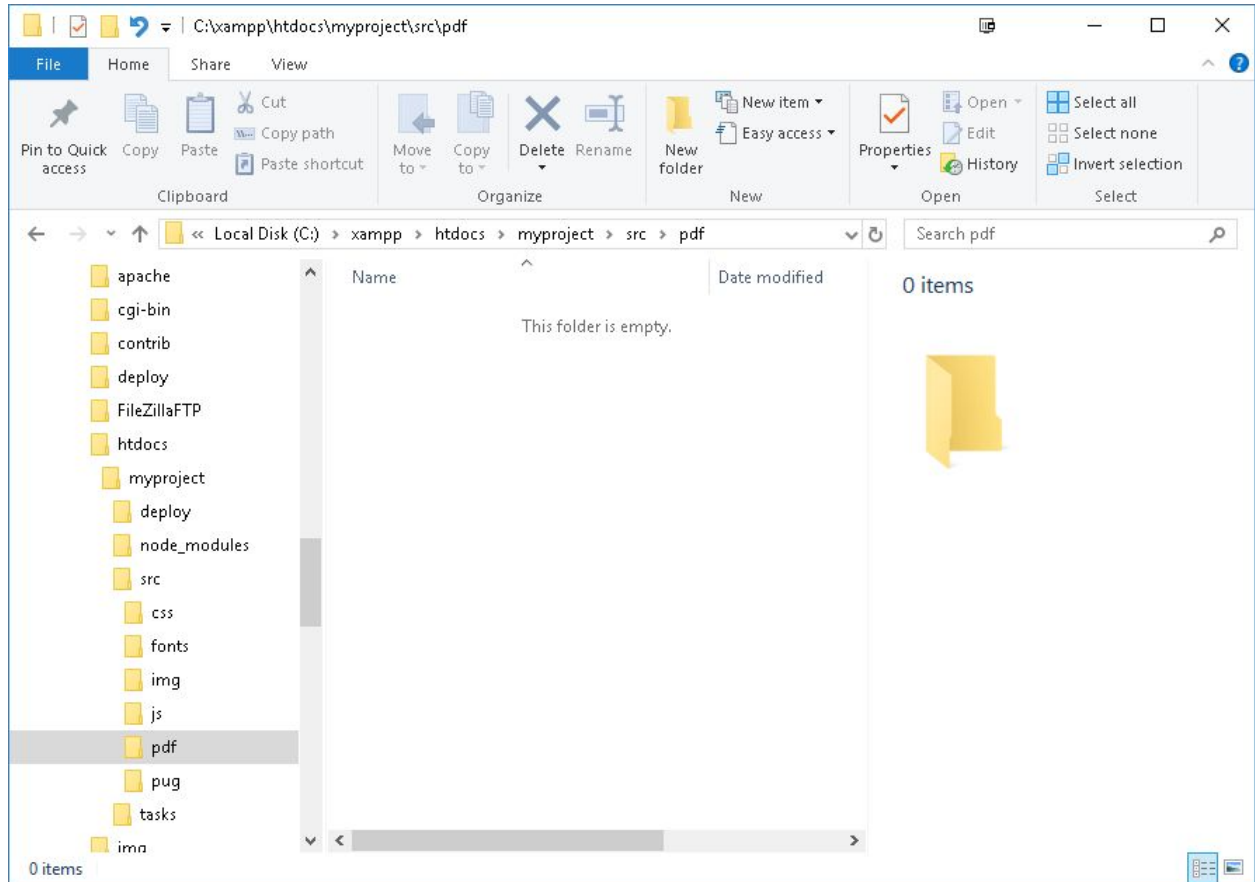 C:\xampp\htdocs\myproject\src\pdf
File Home Share View
Pin to Quick access
Copy
Paste
Cut
Copy path
Paste shortcut
Clipboard
Move to
Copy to
Delete
Rename
Organize
New folder
New item
Easy access
New
Properties
Open
Edit
History
Open
Select all
Select none
Invert selection
Select
« Local Disk (C:) › xampp › htdocs › myproject › src › pdf
Search pdf
apache
cgi-bin
contrib
deploy
FileZillaFTP
htdocs
myproject
deploy
node_modules
src
css
fonts
img
js
pdf
pug
tasks
img
Name
Date modified
This folder is empty.
0 items
0 items